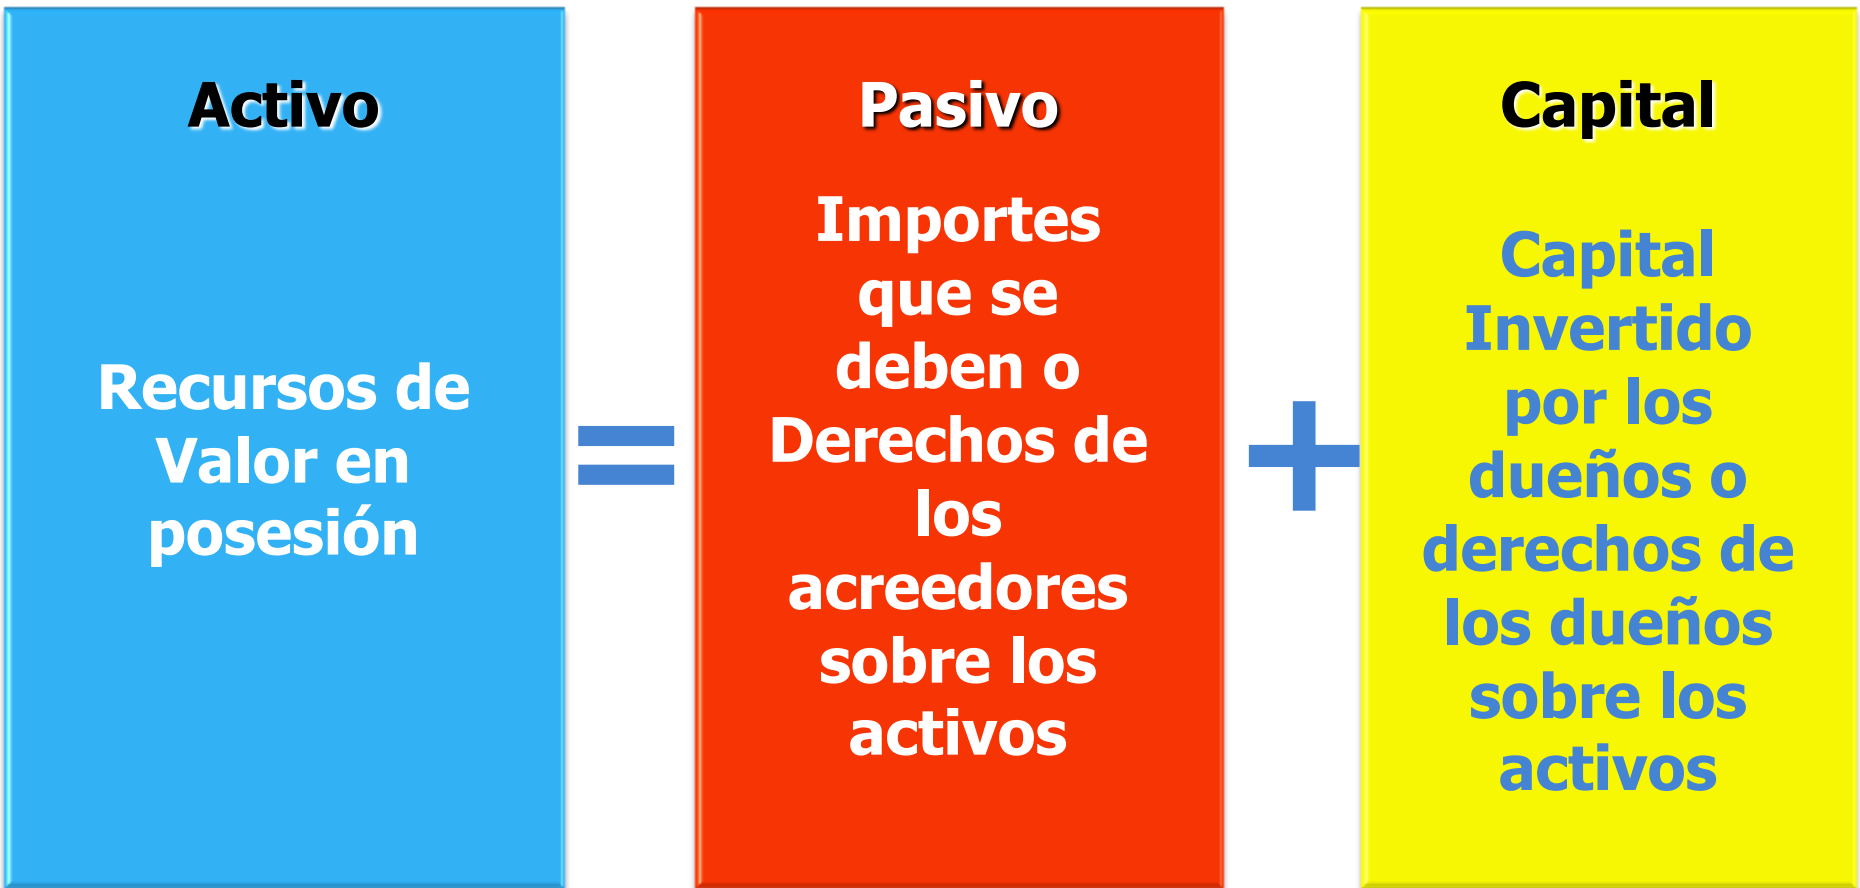 Activo
Recursos de
Valor en
posesión
=
Pasivo
Importes
que se
deben o
Derechos de
los
acreedores
sobre los
activos
+
Capital
Capital
Invertido
por los
dueños o
derechos de
los dueños
sobre los
activos